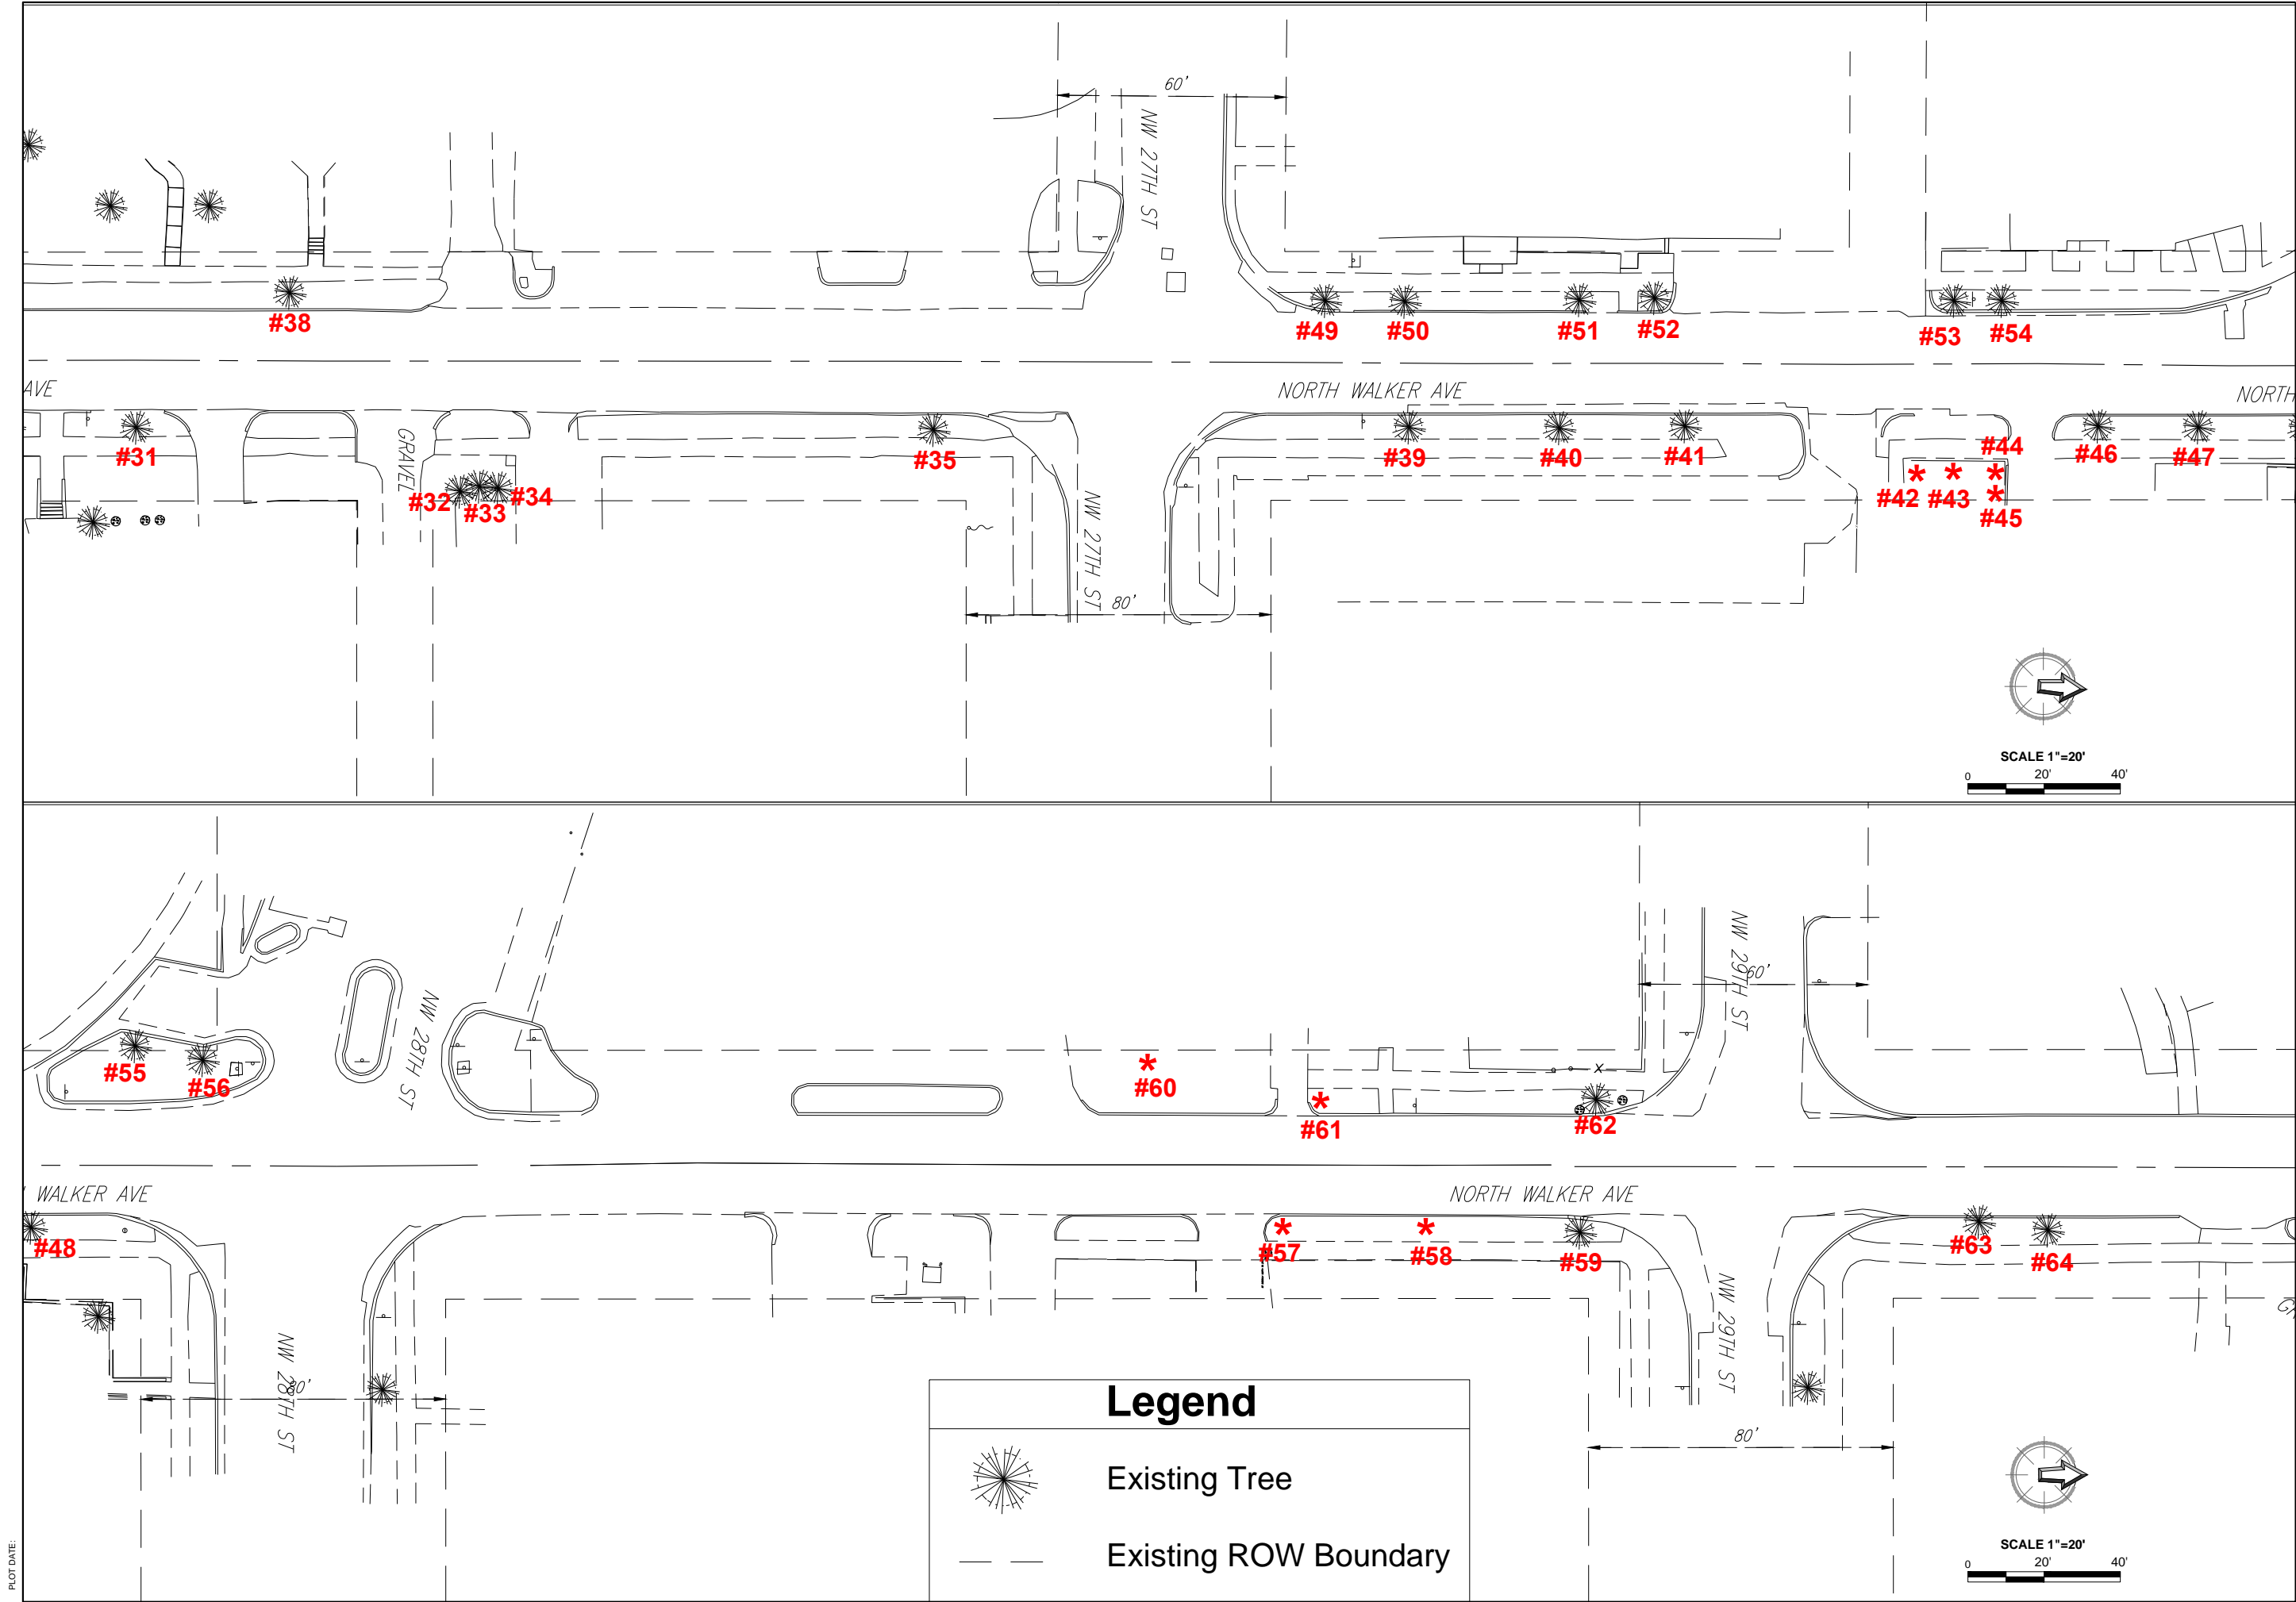 60'
NW 27TH ST
#38
#49
#50
#51
#52
#53
#54
AVE
NORTH WALKER AVE
NORTH
#31
GRAVEL
#32
#33
#34
#35
#39
#40
#41
#42
#43
#44
#45
#46
#47
NW 27TH ST
80'
SCALE 1"=20'
0 20' 40'
NW 28TH ST
NW 29TH ST
60'
#55
#56
#60
#61
X
#62
WALKER AVE
NORTH WALKER AVE
#48
#57
#58
#59
#63
#64
NW 28TH ST
80'
NW 29TH ST
80'
Legend
Existing Tree
Existing ROW Boundary
SCALE 1"=20'
0 20' 40'
PLOT DATE: